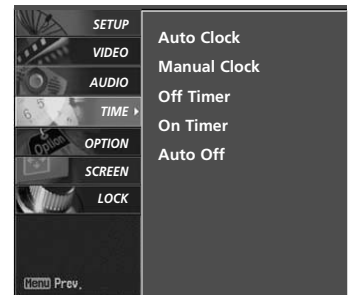 SETUP
VIDEO
AUDIO
TIME
OPTION
SCREEN
LOCK
Auto Clock
Manual Clock
Off Timer
On Timer
Auto Off
Option
Menu Prev.